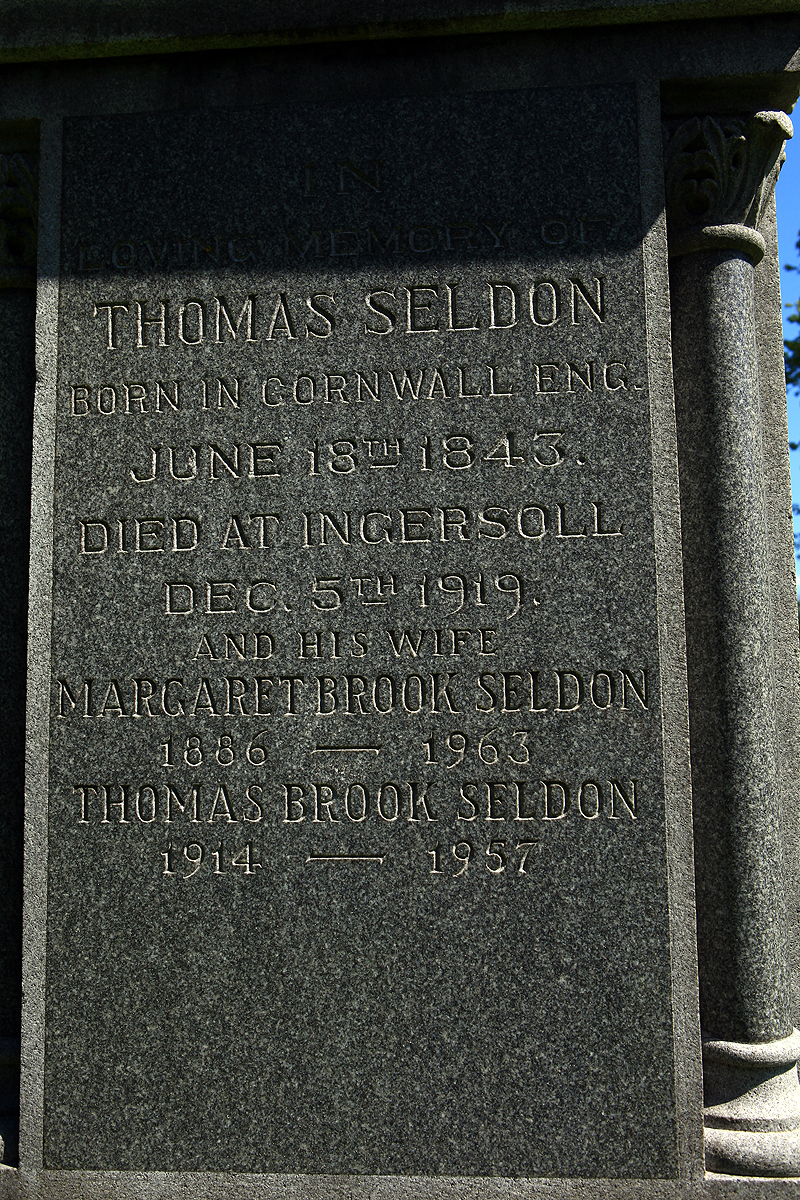 IN
LOVING MEMORY OF
THOMAS SELDON
BORN IN CORNWALL ENG.
JUNE 18TH 1843.
DIED AT INGERSOLL
DEC. 5TH 1919.
AND HIS WIFE
MARGARET BROOK SELDON
1886 — 1963
THOMAS BROOK SELDON
1914 — 1957